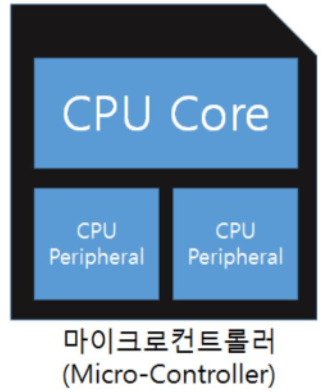 CPU Core
CPU
Peripheral
CPU
Peripheral
마이크로컨트롤러
(Micro-Controller)